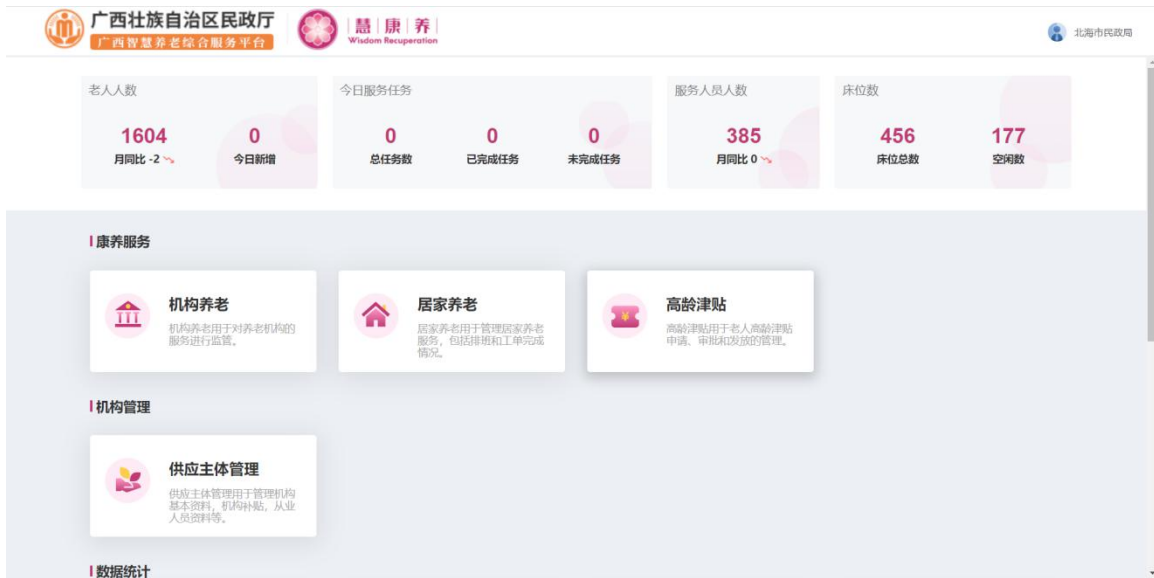 广西壮族自治区民政厅
广西智慧养老综合服务平台
慧 康 养
Wisdom Recuperation
北海市民政局
老人人数
1604
月同比 -2
0
今日新增
今日服务任务
0
总任务数
0
已完成任务
0
未完成任务
服务人员人数
385
月同比 0
床位数
456
床位总数
177
空闲数
康养服务
机构养老
机构养老用于对养老机构的
服务进行监管。
居家养老
居家养老用于管理居家养老
服务，包括排班和工单完成
情况。
高龄津贴
高龄津贴用于老人高龄津贴
申请、审批和发放的管理。
机构管理
供应主体管理
供应主体管理用于管理机构
基本资料，机构补贴，从业
人员资料等。
数据统计